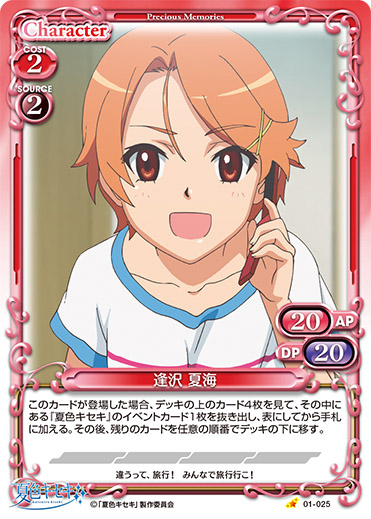 Precious Memories
Character
COST
2
SOURCE
2
20 AP
DP 20
逢沢 夏海
このカードが登場した場合、デッキの上のカード4枚を見て、その中に
ある「夏色キセキ」のイベントカード1枚を抜き出し、表にしてから手札
に加える。その後、残りのカードを任意の順番でデッキの下に移す。
違うって、旅行！ みんなで旅行行こ！
夏色キセキ
©「夏色キセキ」製作委員会
01-025